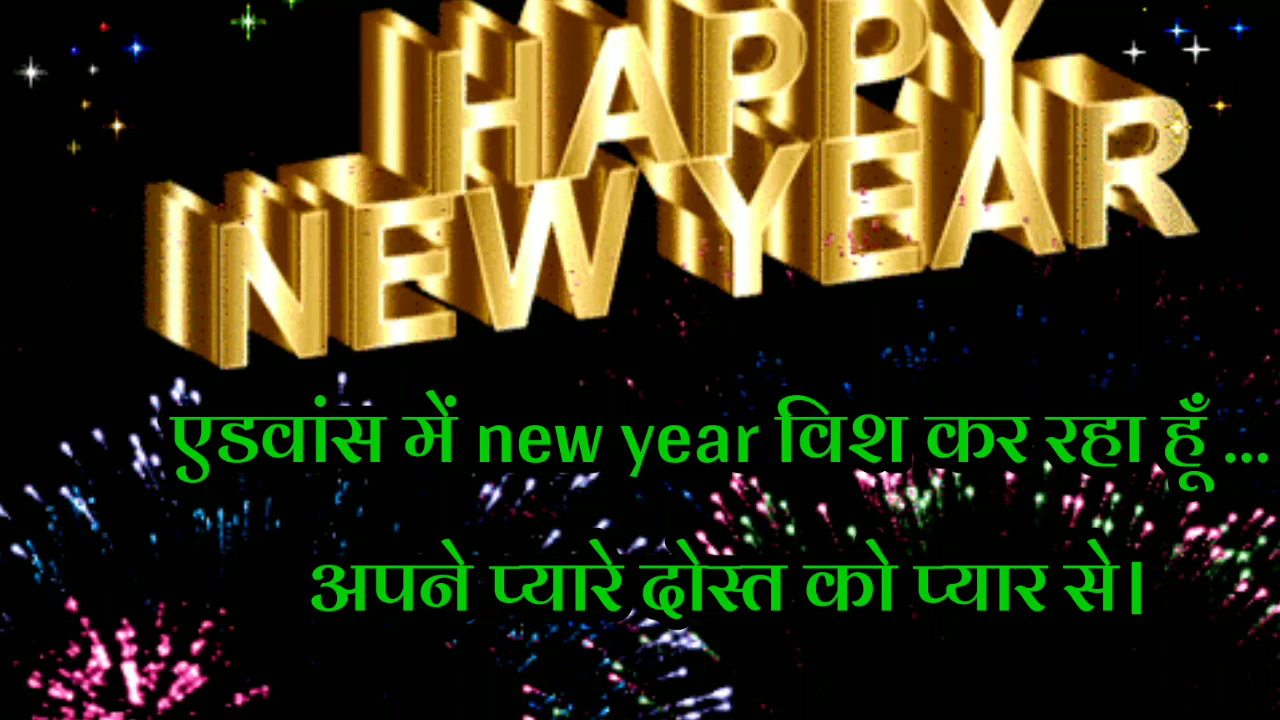 HAPPY
NEW YEAR
एडवांस में new year विश कर रहा हूँ ...
अपने प्यारे दोस्त को प्यार से।